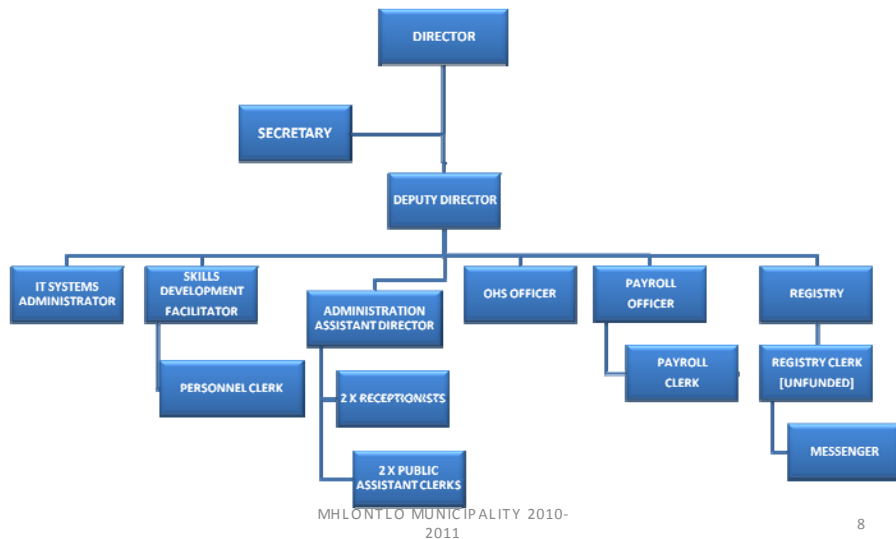 DIRECTOR
SECRETARY
DEPUTY DIRECTOR
IT SYSTEMS
ADMINISTRATOR
SKILLS
DEVELOPMENT
FACILITATOR
ADMINISTRATION
ASSISTANT DIRECTOR
OHS OFFICER
PAYROLL
OFFICER
REGISTRY
PERSONNEL CLERK
2 X RECEPTIONISTS
2 X PUBLIC
ASSISTANT CLERKS
PAYROLL
CLERK
REGISTRY CLERK
[UNFUNDED]
MESSENGER
MHLONTLO MUNICIPALITY 2010-
2011
8